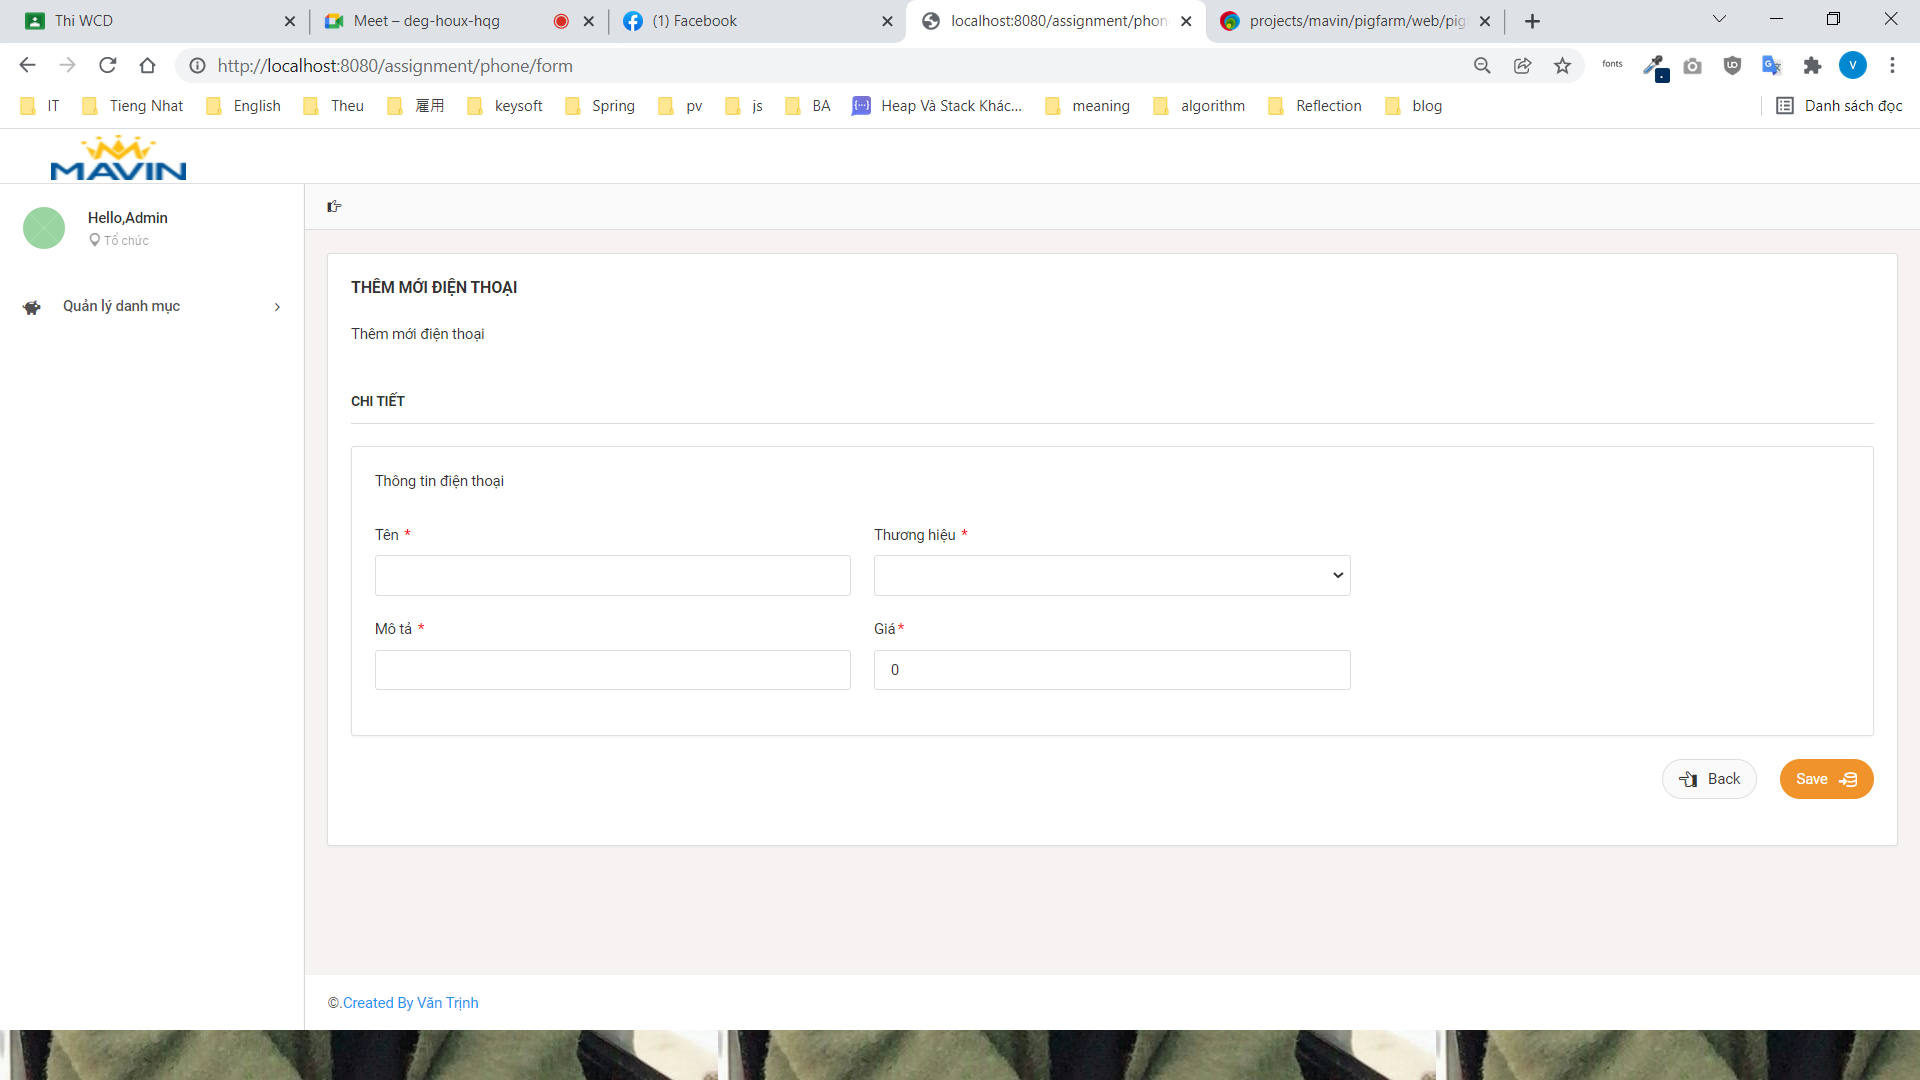 Thi WCD
Meet – deg-houx-hqg
(1) Facebook
localhost:8080/assignment/phon
projects/mavin/pigfarm/web/pig
http://localhost:8080/assignment/phone/form
fonts
V
IT
Tieng Nhat
English
Theu
雇用
keysoft
Spring
pv
js
BA
Heap Và Stack Khác...
meaning
algorithm
Reflection
blog
Danh sách đọc
MAVIN
Hello,Admin
Tổ chức
Quản lý danh mục
THÊM MỚI ĐIỆN THOẠI
Thêm mới điện thoại
CHI TIẾT
Thông tin điện thoại
Tên *
Thương hiệu *
Mô tả *
Giá*
0
Back
Save
©.Created By Văn Trịnh